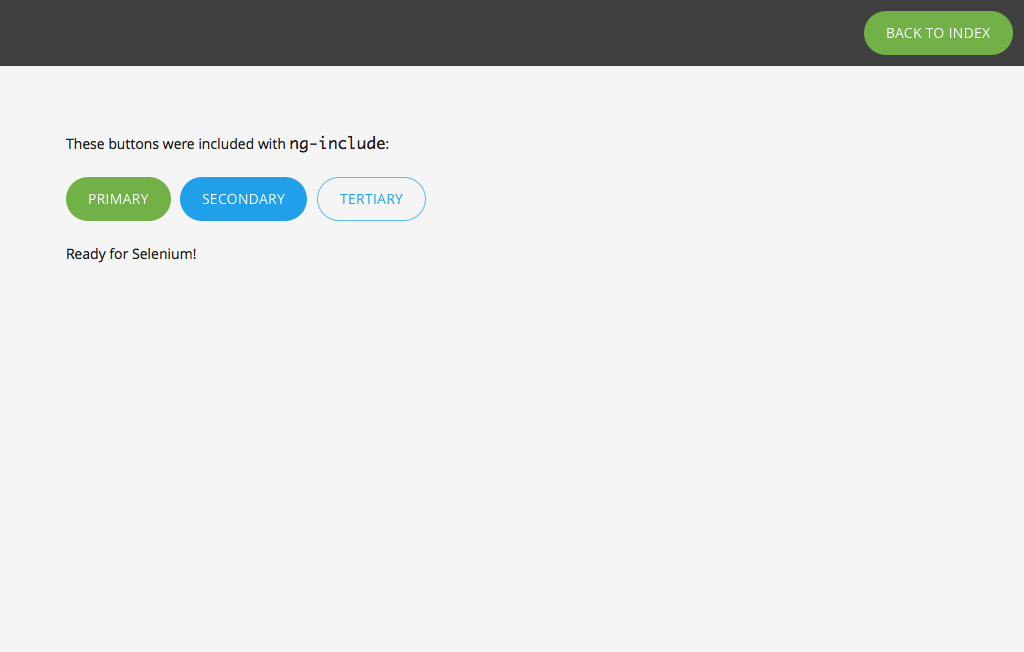 BACK TO INDEX
These buttons were included with ng-include:
PRIMARY SECONDARY TERTIARY
Ready for Selenium!